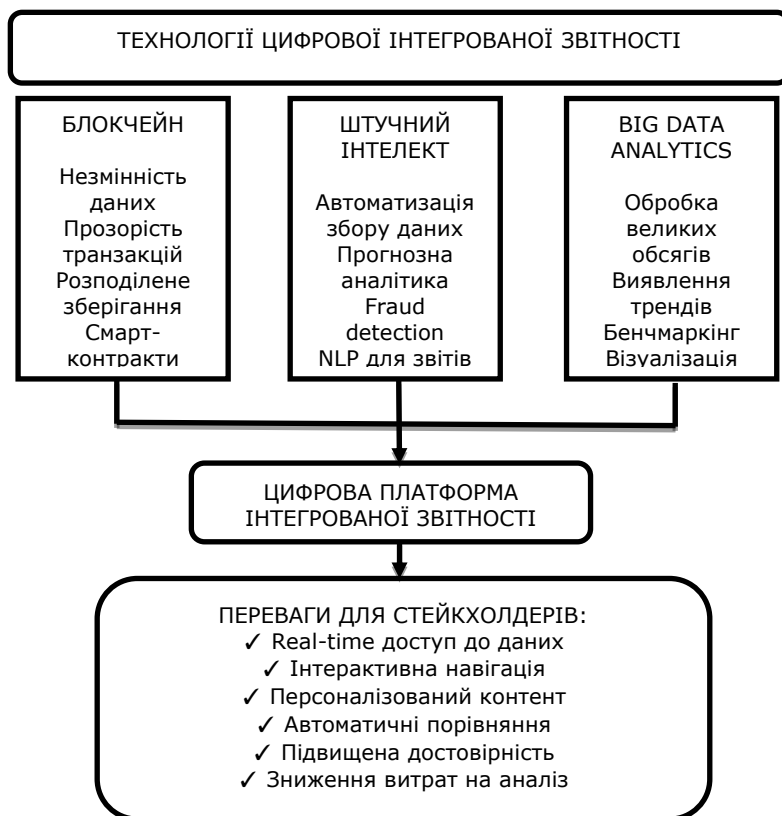 ТЕХНОЛОГІЇ ЦИФРОВОЇ ІНТЕГРОВАНОЇ ЗВІТНОСТІ
БЛОКЧЕЙН
Незмінність
даних
Прозорість
транзакцій
Розподілене
зберігання
Смарт-
контракти
ШТУЧНИЙ
ІНТЕЛЕКТ
Автоматизація
збору даних
Прогнозна
аналітика
Fraud
detection
NLP для звітів
BIG DATA
ANALYTICS
Обробка
великих
обсягів
Виявлення
трендів
Бенчмаркінг
Візуалізація
ЦИФРОВА ПЛАТФОРМА
ІНТЕГРОВАНОЇ ЗВІТНОСТІ
ПЕРЕВАГИ ДЛЯ СТЕЙКХОЛДЕРІВ:
✓ Real-time доступ до даних
✓ Інтерактивна навігація
✓ Персоналізований контент
✓ Автоматичні порівняння
✓ Підвищена достовірність
✓ Зниження витрат на аналіз